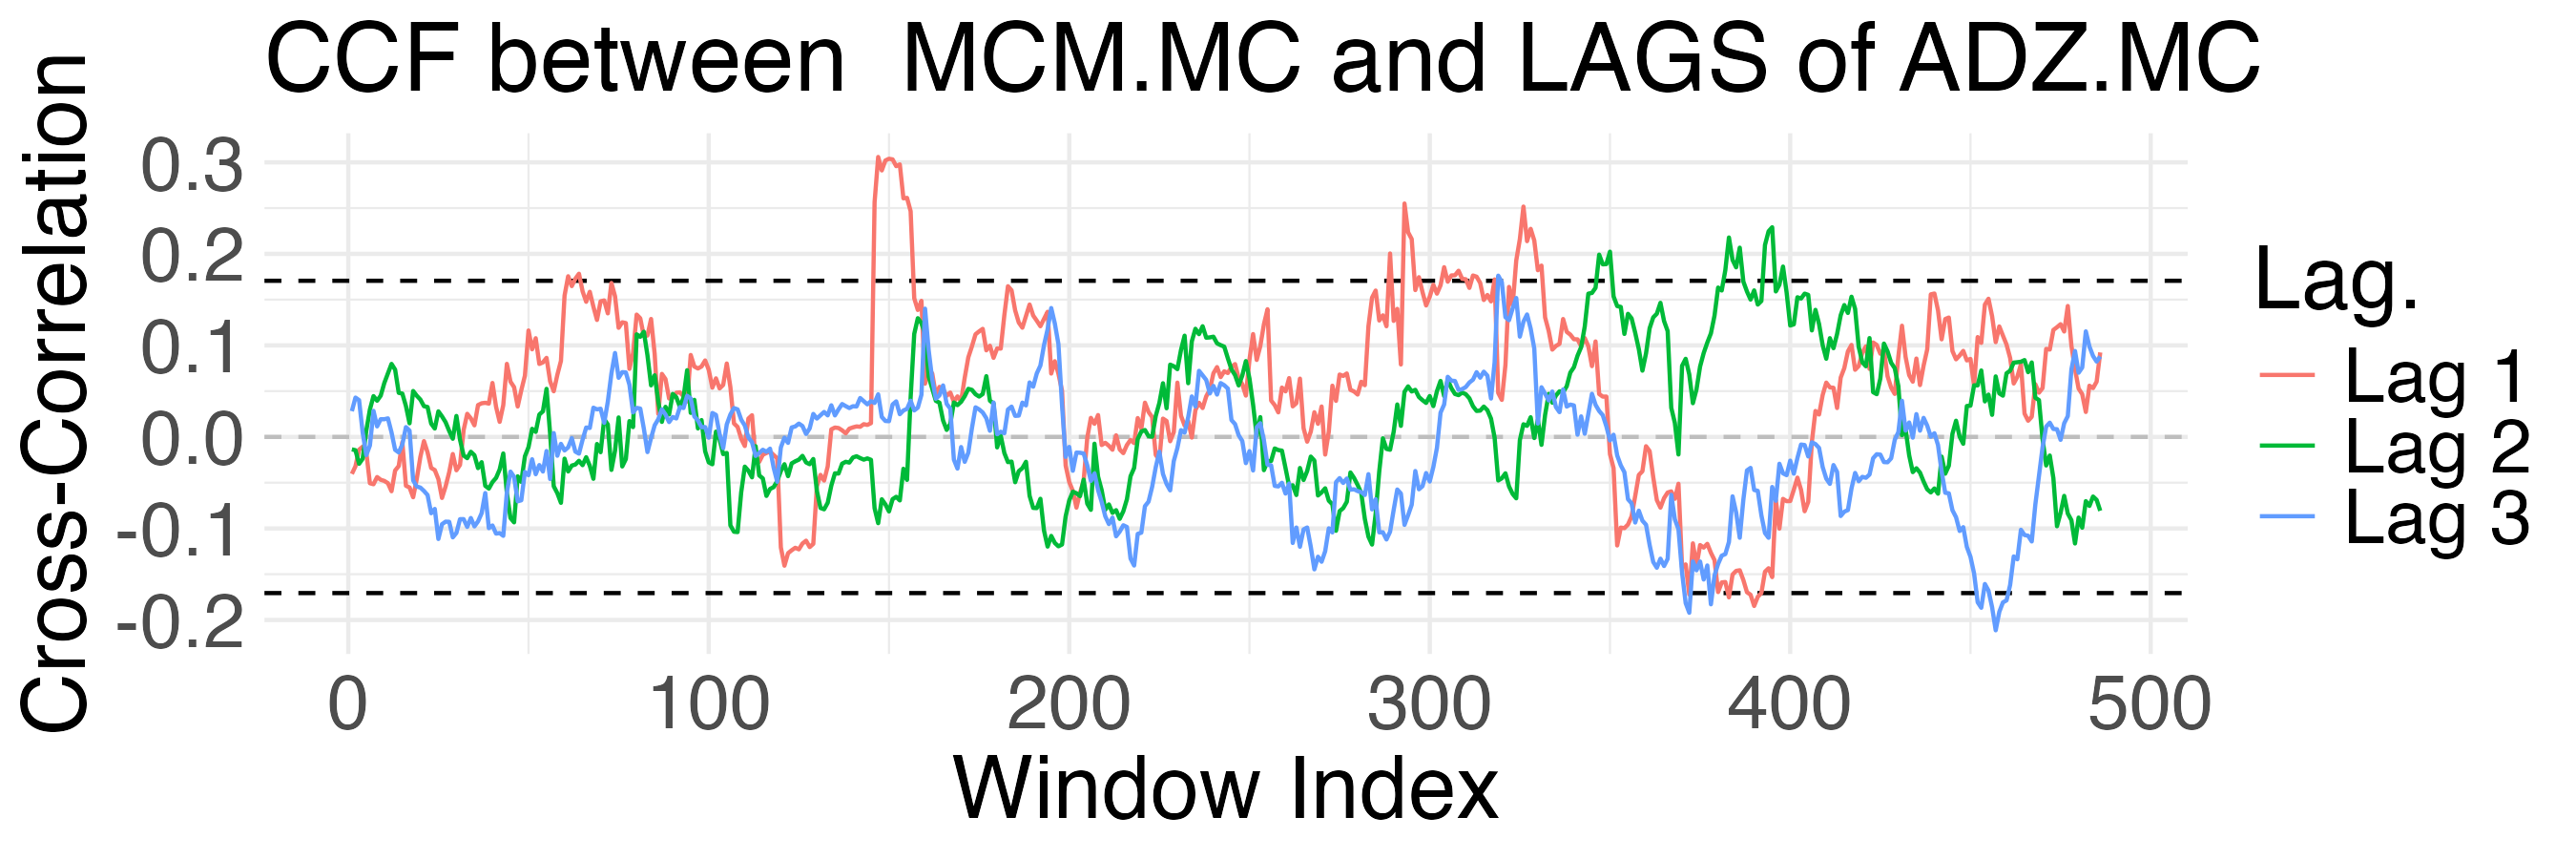 CCF between  MCM.MC and LAGS of ADZ.MC
Cross-Correlation
0.3
0.2
0.1
0.0
-0.1
-0.2
0 100 200 300 400 500
Window Index
Lag.
Lag 1
Lag 2
Lag 3